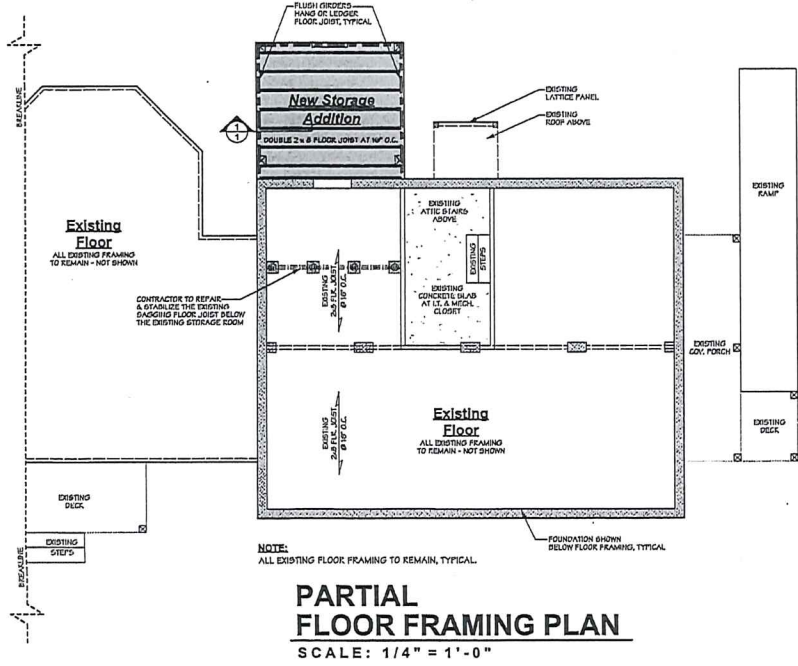 FLUSH GIRDERS
HANG OR LEDGER
FLOOR JOIST, TYPICAL
BREAKLINE
New Storage
Addition
DOUBLE 2 x 8 FLOOR JOIST AT 16" O.C.
1
1
EXISTING
LATTICE PANEL
EXISTING
ROOF ABOVE
EXISTING
RAMP
Existing
Floor
ALL EXISTING FRAMING
TO REMAIN - NOT SHOWN
EXISTING
ATTIC STAIRS
ABOVE
EXISTING
STEPS
EXISTING
CONCRETE SLAB
AT I.T. & MECH.
CLOSET
EXISTING
2x8 FLR. JOIST
@ 16" O.C.
CONTRACTOR TO REPAIR
& STABILIZE THE EXISTING
SAGGING FLOOR JOIST BELOW
THE EXISTING STORAGE ROOM
EXISTING
COV. PORCH
EXISTING
2x8 FLR. JOIST
@ 16" O.C.
Existing
Floor
ALL EXISTING FRAMING
TO REMAIN - NOT SHOWN
EXISTING
DECK
EXISTING
DECK
EXISTING
STEPS
BREAKLINE
NOTE:
ALL EXISTING FLOOR FRAMING TO REMAIN, TYPICAL.
FOUNDATION SHOWN
BELOW FLOOR FRAMING, TYPICAL
PARTIAL
FLOOR FRAMING PLAN
SCALE: 1/4" = 1'-0"